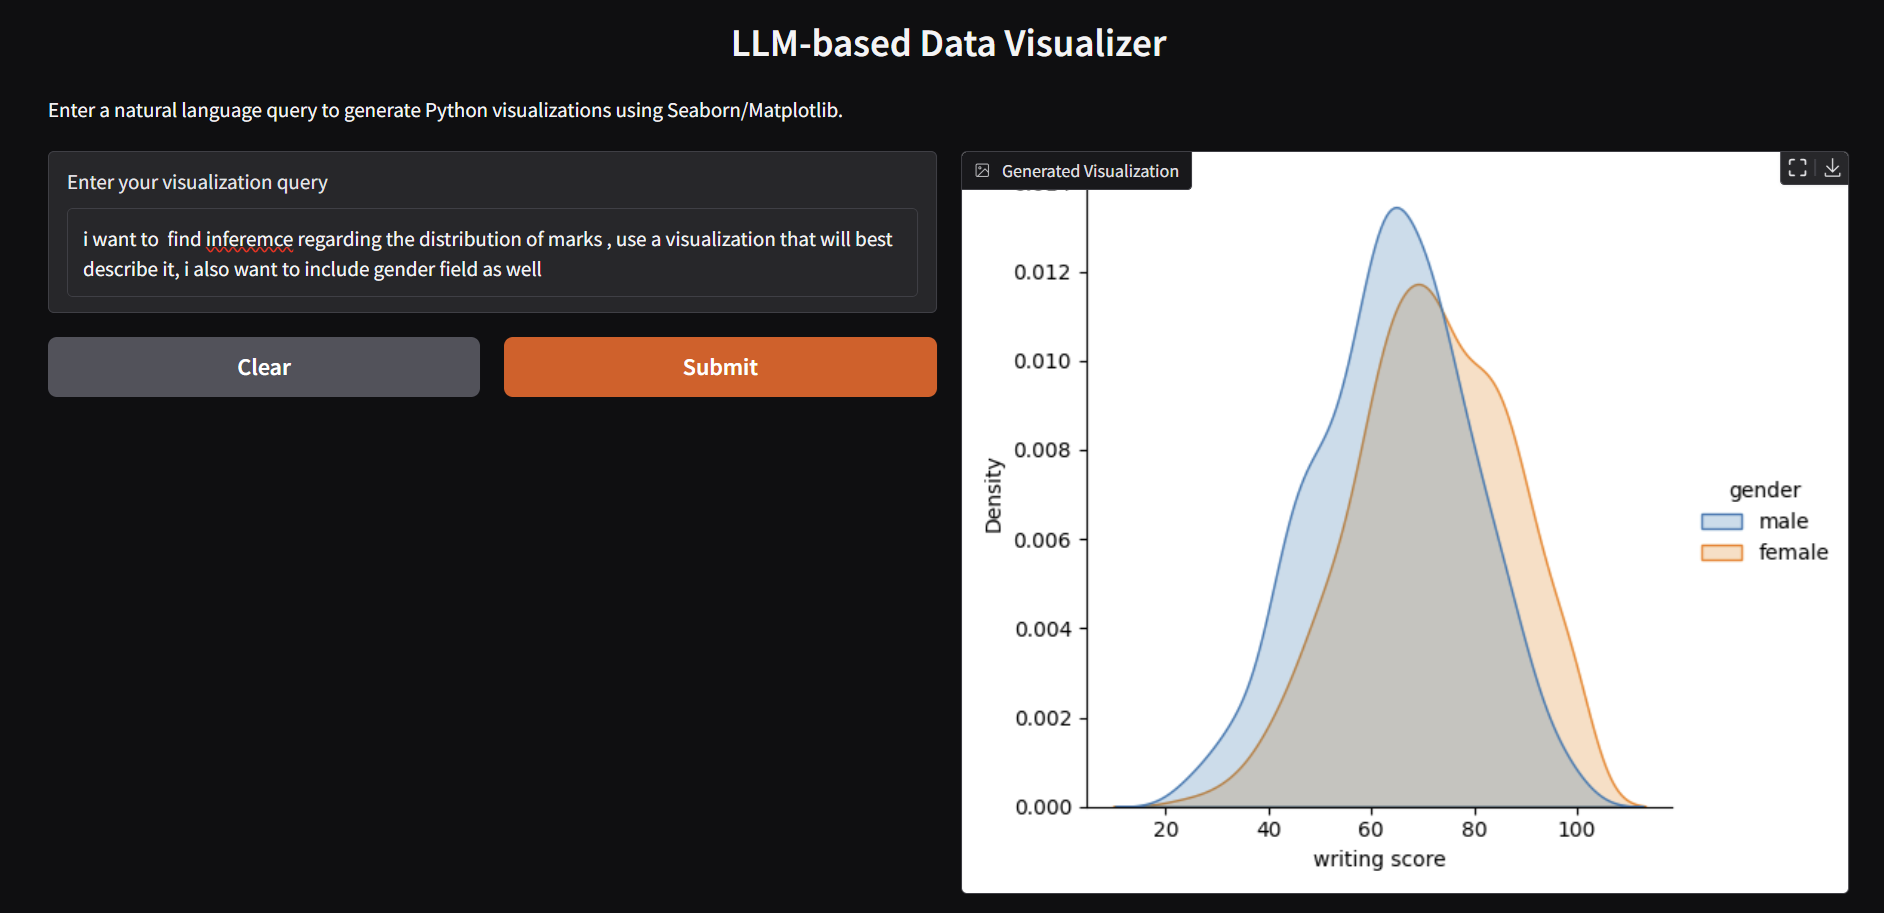 LLM-based Data Visualizer
Enter a natural language query to generate Python visualizations using Seaborn/Matplotlib.
Enter your visualization query
i want to  find inferemce regarding the distribution of marks , use a visualization that will best
describe it, i also want to include gender field as well
Clear
Submit
Generated Visualization
0.012
0.010
0.008
0.006
0.004
0.002
0.000
Density
20 40 60 80 100
writing score
gender
male
female